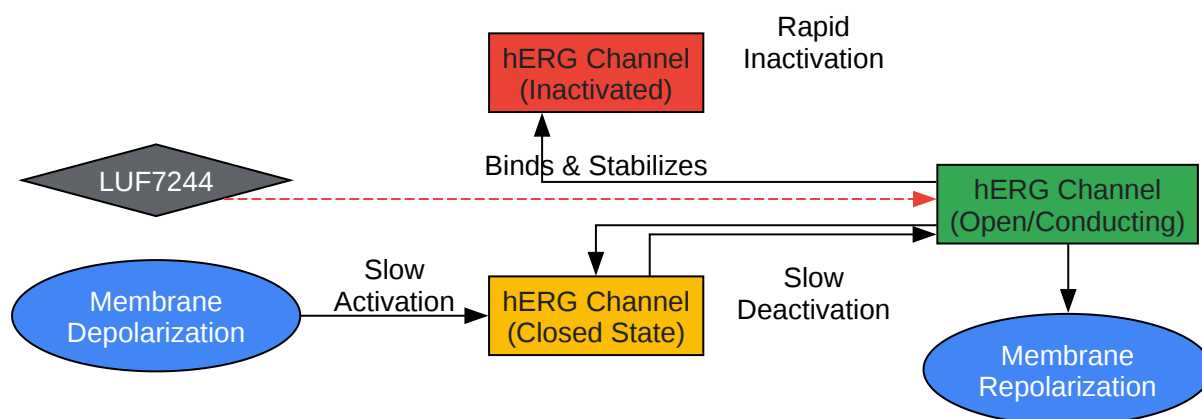 Rapid
Inactivation
hERG Channel
(Inactivated)
Binds & Stabilizes
LUF7244
hERG Channel
(Open/Conducting)
Slow
Activation
Membrane
Depolarization
hERG Channel
(Closed State)
Slow
Deactivation
Membrane
Repolarization